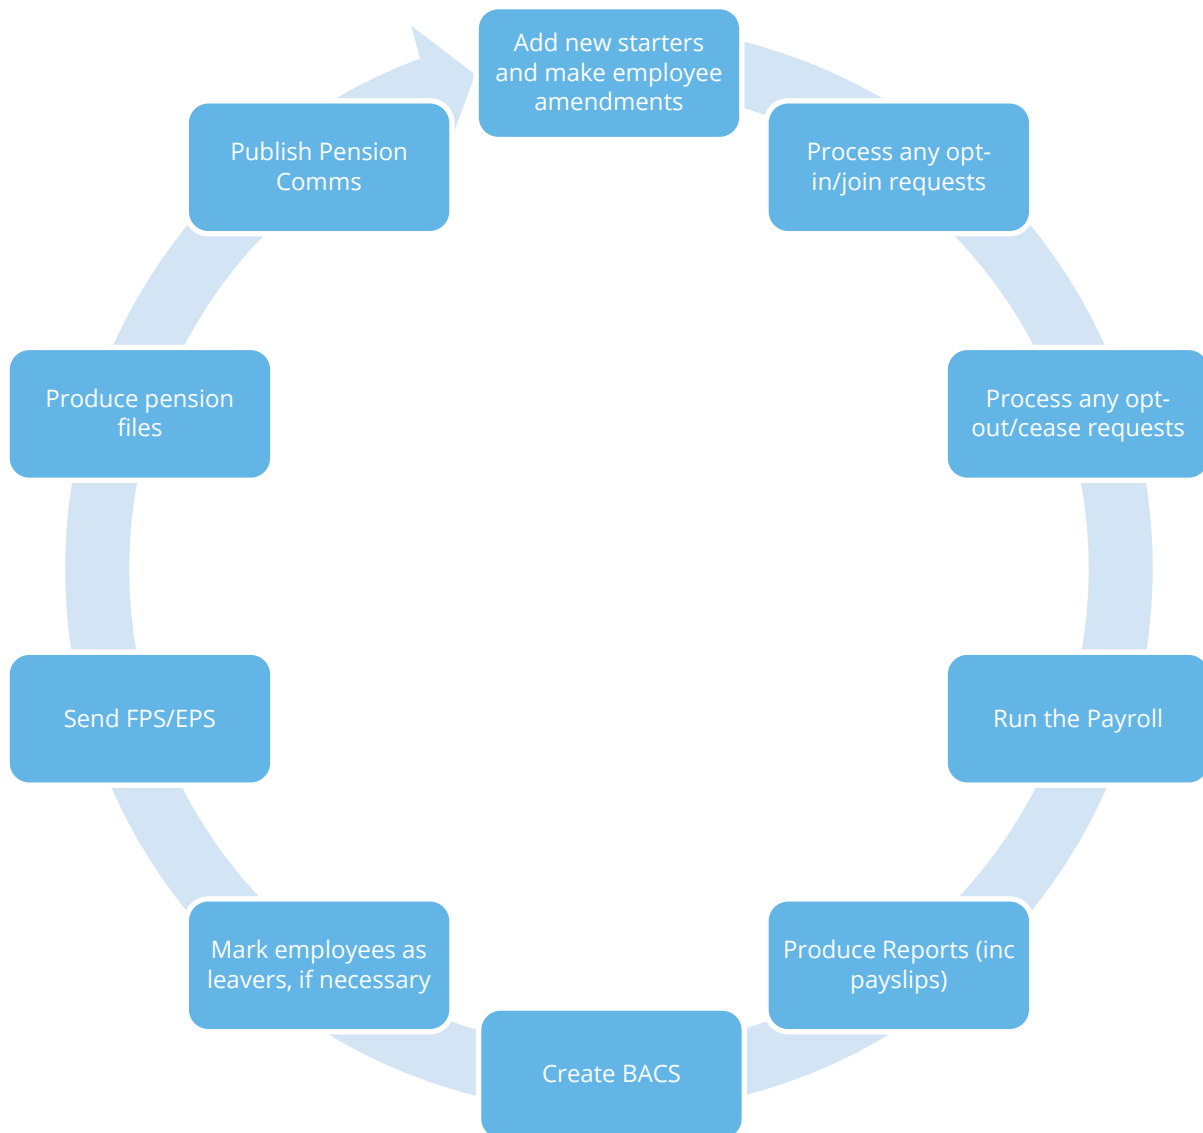 Add new starters
and make employee
amendments
Process any opt-
in/join requests
Process any opt-
out/cease requests
Run the Payroll
Produce Reports (inc
payslips)
Create BACS
Mark employees as
leavers, if necessary
Send FPS/EPS
Produce pension
files
Publish Pension
Comms